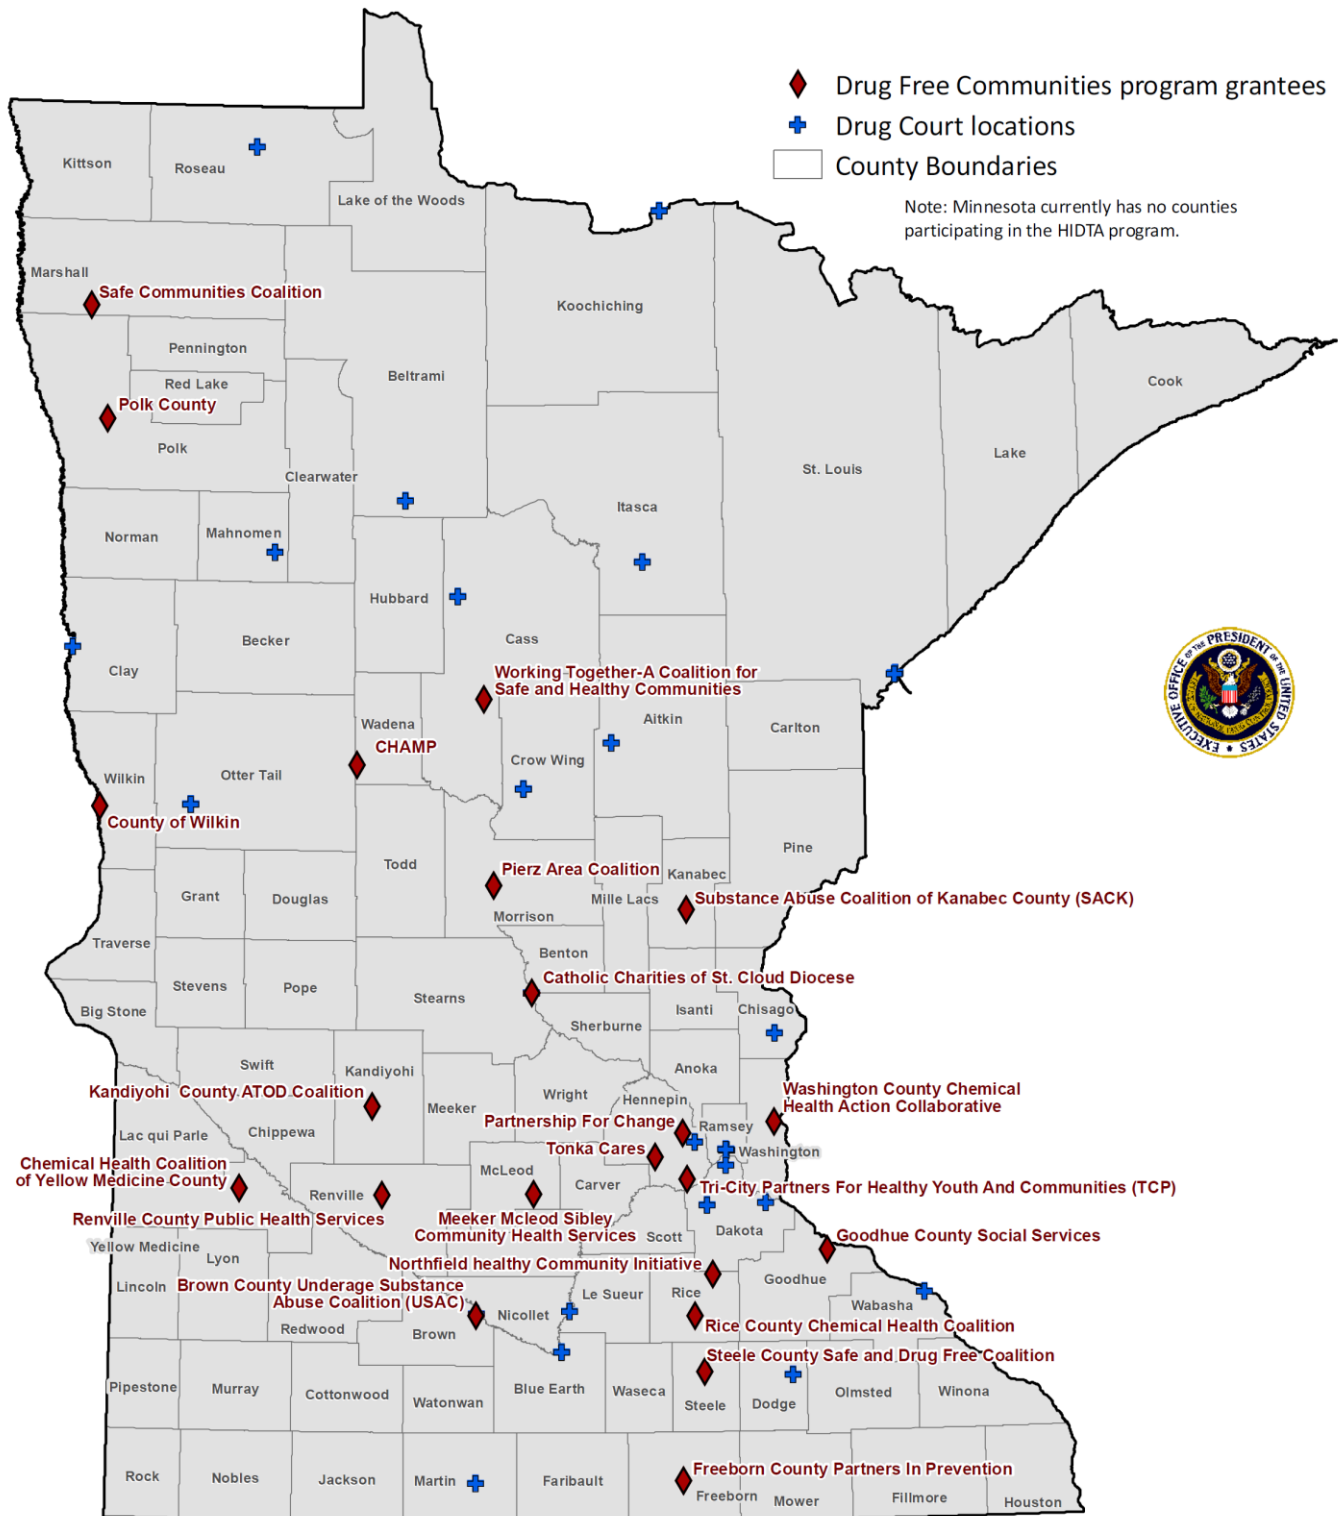 Drug Free Communities program grantees
Drug Court locations
County Boundaries
Note: Minnesota currently has no counties
participating in the HIDTA program.
Kittson
Roseau
Lake of the Woods
Marshall
Safe Communities Coalition
Koochiching
Pennington
Beltrami
Red Lake
Cook
Polk County
Polk
Lake
St. Louis
Clearwater
Itasca
Norman
Mahnomen
Hubbard
Becker
Cass
Clay
Working Together-A Coalition for
Safe and Healthy Communities
EXECUTIVE OFFICE OF THE PRESIDENT OF THE UNITED STATES
Aitkin
Wadena
Carlton
CHAMP
Crow Wing
Otter Tail
Wilkin
County of Wilkin
Pine
Todd
Pierz Area Coalition
Kanabec
Grant
Douglas
Mille Lacs
Substance Abuse Coalition of Kanabec County (SACK)
Morrison
Traverse
Benton
Catholic Charities of St. Cloud Diocese
Stevens
Pope
Stearns
Big Stone
Isanti
Chisago
Sherburne
Swift
Kandiyohi
Anoka
Kandiyohi County ATOD Coalition
Wright
Hennepin
Washington County Chemical
Health Action Collaborative
Meeker
Partnership For Change
Ramsey
Lac qui Parle
Chippewa
Tonka Cares
Washington
Chemical Health Coalition
of Yellow Medicine County
McLeod
Carver
Renville
Tri-City Partners For Healthy Youth And Communities (TCP)
Renville County Public Health Services
Meeker Mcleod Sibley
Community Health Services
Scott
Dakota
Goodhue County Social Services
Yellow Medicine
Lyon
Northfield healthy Community Initiative
Goodhue
Lincoln
Brown County Underage Substance
Abuse Coalition (USAC)
Le Sueur
Rice
Wabasha
Nicollet
Redwood
Brown
Rice County Chemical Health Coalition
Steele County Safe and Drug Free Coalition
Pipestone
Murray
Cottonwood
Watonwan
Blue Earth
Waseca
Steele
Dodge
Olmsted
Winona
Rock
Nobles
Jackson
Martin
Faribault
Freeborn County Partners In Prevention
Freeborn
Mower
Fillmore
Houston